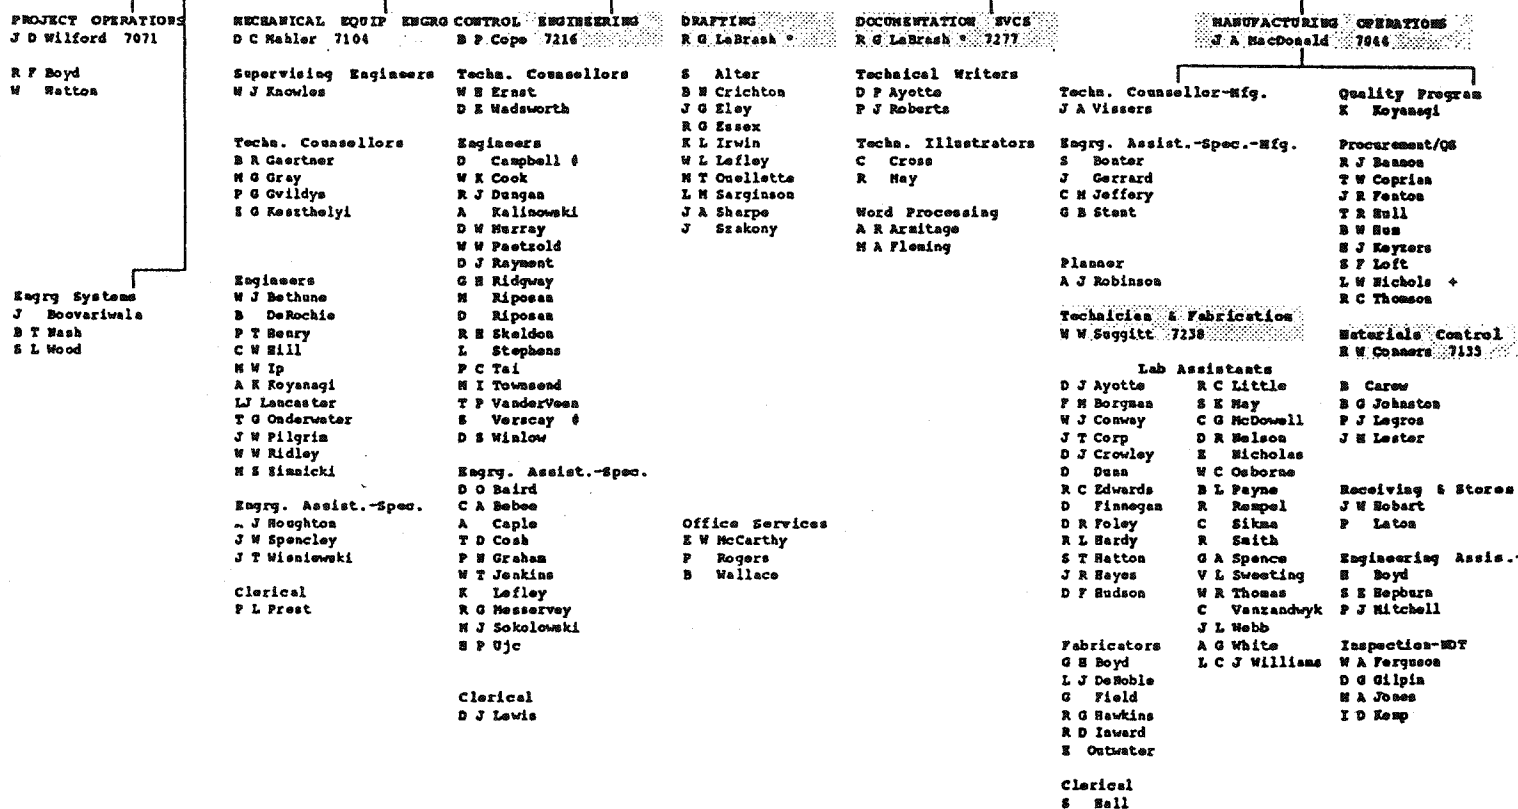 PROJECT OPERATIONS
J D Wilford 7071
R F Boyd
W Hatton
Engrg Systems
J Boovariwala
B T Nash
S L Wood
MECHANICAL EQUIP ENGRG
D C Mahler 7104
Supervising Engineers
W J Knowles
Techn. Counsellors
B R Gaertner
M G Gray
P G Gvildys
E G Keszthelyi
Engineers
W J Bethune
B DeRochie
P T Henry
C W Hill
M W Ip
A K Koyanagi
LJ Lancaster
T G Onderwater
J W Pilgrim
W W Ridley
M S Simnicki
Engrg. Assist.-Spec.
J Houghton
J W Spencley
J T Wisniewski
Clerical
P L Prest
CONTROL ENGINEERING
B P Cope 7216
Techn. Counsellors
W H Ernst
D E Wadsworth
Engineers
D Campbell
W K Cook
R J Dungan
A Kalinowski
D W Murray
W W Paetzold
D J Rayment
G H Ridgway
M Riposan
D Riposan
R H Skeldon
L Stephens
P C Tai
M I Townsend
T P VanderVeen
E Verscay
D S Winlow
Engrg. Assist.-Spec.
D O Baird
C A Bebee
A Caple
T D Cosh
P N Graham
W T Jenkins
K Lefley
R G Messervey
M J Sokolowski
H P Ujc
Clerical
D J Lewis
DRAFTING
R G LaBrash *
S Alter
B N Crichton
J G Eley
R G Essex
K L Irwin
W L Lefley
M T Ouellette
L M Sarginson
J A Sharpe
J Szakony
Office Services
E W McCarthy
P Rogers
B Wallace
DOCUMENTATION SVCS
R G LaBrash * 7277
Technical Writers
D P Ayotte
P J Roberts
Techn. Illustrators
C Cross
R May
Word Processing
A R Armitage
M A Fleming
MANUFACTURING OPERATIONS
J A MacDonald 7044
Techn. Counsellor-Mfg.
J A Vissers
Engrg. Assist.-Spec.-Mfg.
S Bonter
J Gerrard
C M Jeffery
G B Stent
Planner
A J Robinson
Technician & Fabrication
W W Suggitt 7238
Lab Assistants
D J Ayotte
F M Borgman
W J Conway
J T Corp
D J Crowley
D Dunn
R C Edwards
D Finnegan
D R Foley
R L Hardy
S T Hatton
J R Hayes
D F Hudson
R C Little
S E May
C G McDowell
D R Nelson
E Nicholas
W C Osborne
B L Payne
R Rempel
C Sikma
R Smith
G A Spence
V L Sweeting
W R Thomas
C Vanzandwyk
J L Webb
A G White
L C J Williams
Fabricators
G H Boyd
L J DeNoble
G Field
R G Hawkins
R D Inward
E Outwater
Clerical
S Hall
Quality Program
K Koyanagi
Procurement/QS
R J Bannon
T W Coprian
J R Fenton
T R Hull
B W Hum
H J Keyzers
S F Loft
L W Nichols +
R C Thomson
Materials Control
R W Conners 7135
B Carew
B G Johnston
P J Legros
J H Lester
Receiving & Stores
J W Hobart
P Laton
Engineering Assis.-
H Boyd
S E Hepburn
P J Mitchell
Inspection-NDT
W A Ferguson
D G Gilpin
M A Jones
I D Kemp